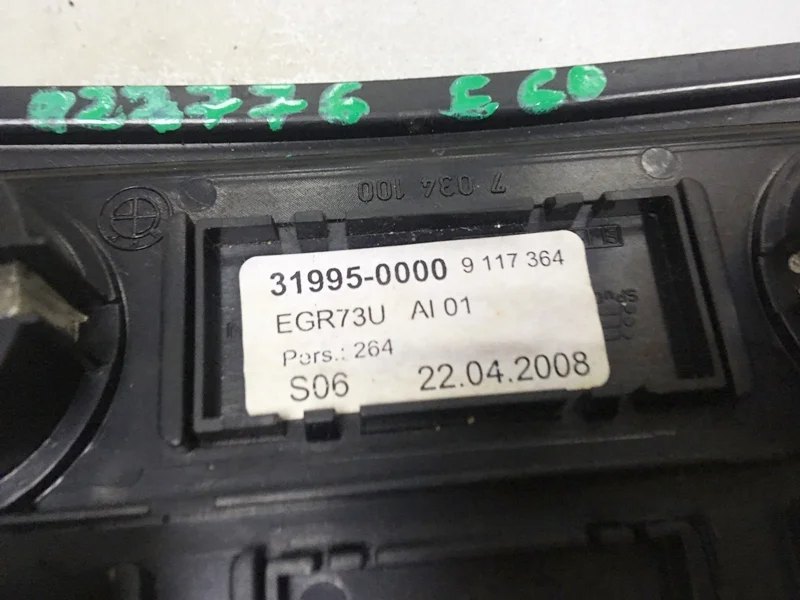 922776 E60
7 034 100
31995-0000 9 117 364
EGR73U AI 01
Pers.: 264
S06 22.04.2008